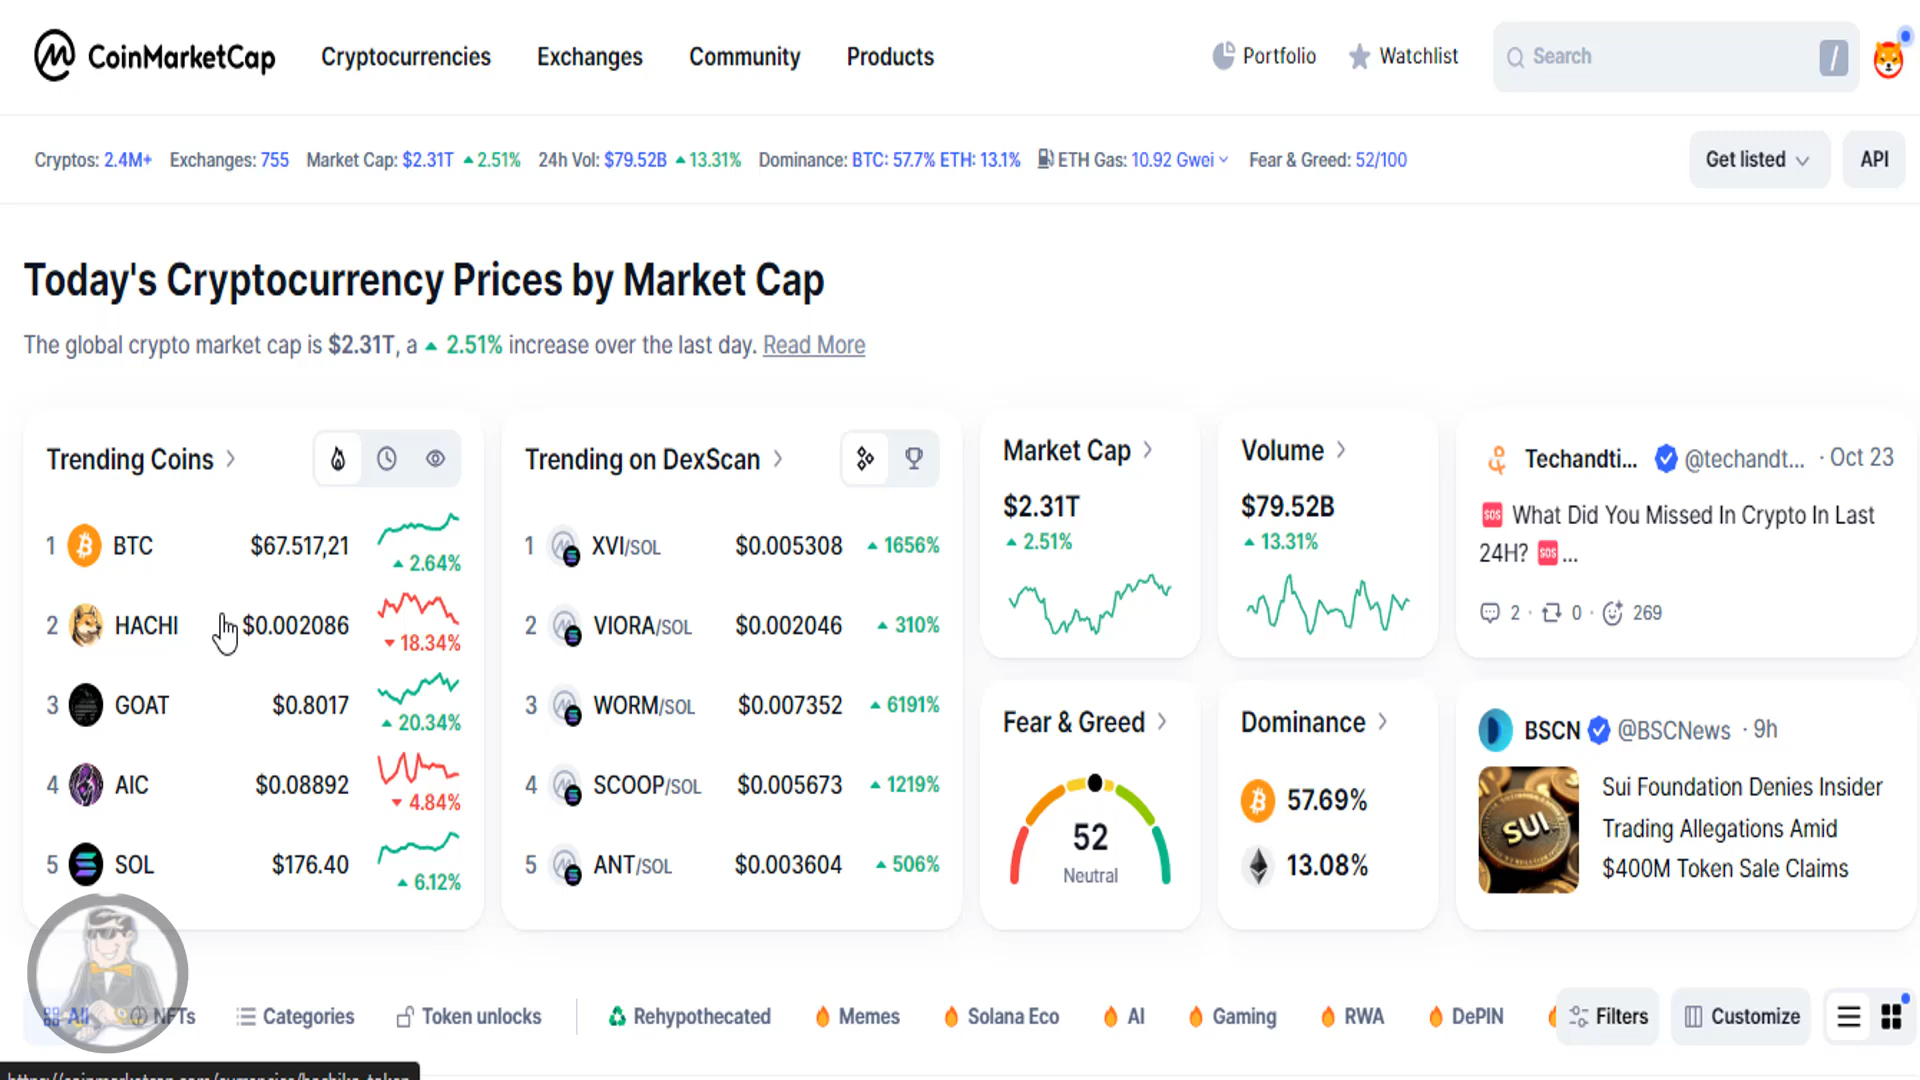 CoinMarketCap Cryptocurrencies Exchanges Community Products Portfolio Watchlist Search /
Cryptos: 2.4M+ Exchanges: 755 Market Cap: $2.31T 2.51% 24h Vol: $79.52B 13.31% Dominance: BTC: 57.7% ETH: 13.1% ETH Gas: 10.92 Gwei Fear & Greed: 52/100 Get listed API
Today's Cryptocurrency Prices by Market Cap
The global crypto market cap is $2.31T, a 2.51% increase over the last day. Read More
Trending Coins
1 BTC $67.517,21 2.64%
2 HACHI $0.002086 18.34%
3 GOAT $0.8017 20.34%
4 AIC $0.08892 4.84%
5 SOL $176.40 6.12%
Trending on DexScan
1 XVI/SOL $0.005308 1656%
2 VIORA/SOL $0.002046 310%
3 WORM/SOL $0.007352 6191%
4 SCOOP/SOL $0.005673 1219%
5 ANT/SOL $0.003604 506%
Market Cap
$2.31T
2.51%
Volume
$79.52B
13.31%
Fear & Greed
52
Neutral
Dominance
57.69%
13.08%
Techandti... @techandt... · Oct 23
SOS What Did You Missed In Crypto In Last
24H? SOS ...
2 · 0 · 269
BSCN @BSCNews · 9h
SUI
Sui Foundation Denies Insider
Trading Allegations Amid
$400M Token Sale Claims
All NFTs Categories Token unlocks Rehypothecated Memes Solana Eco AI Gaming RWA DePIN Filters Customize